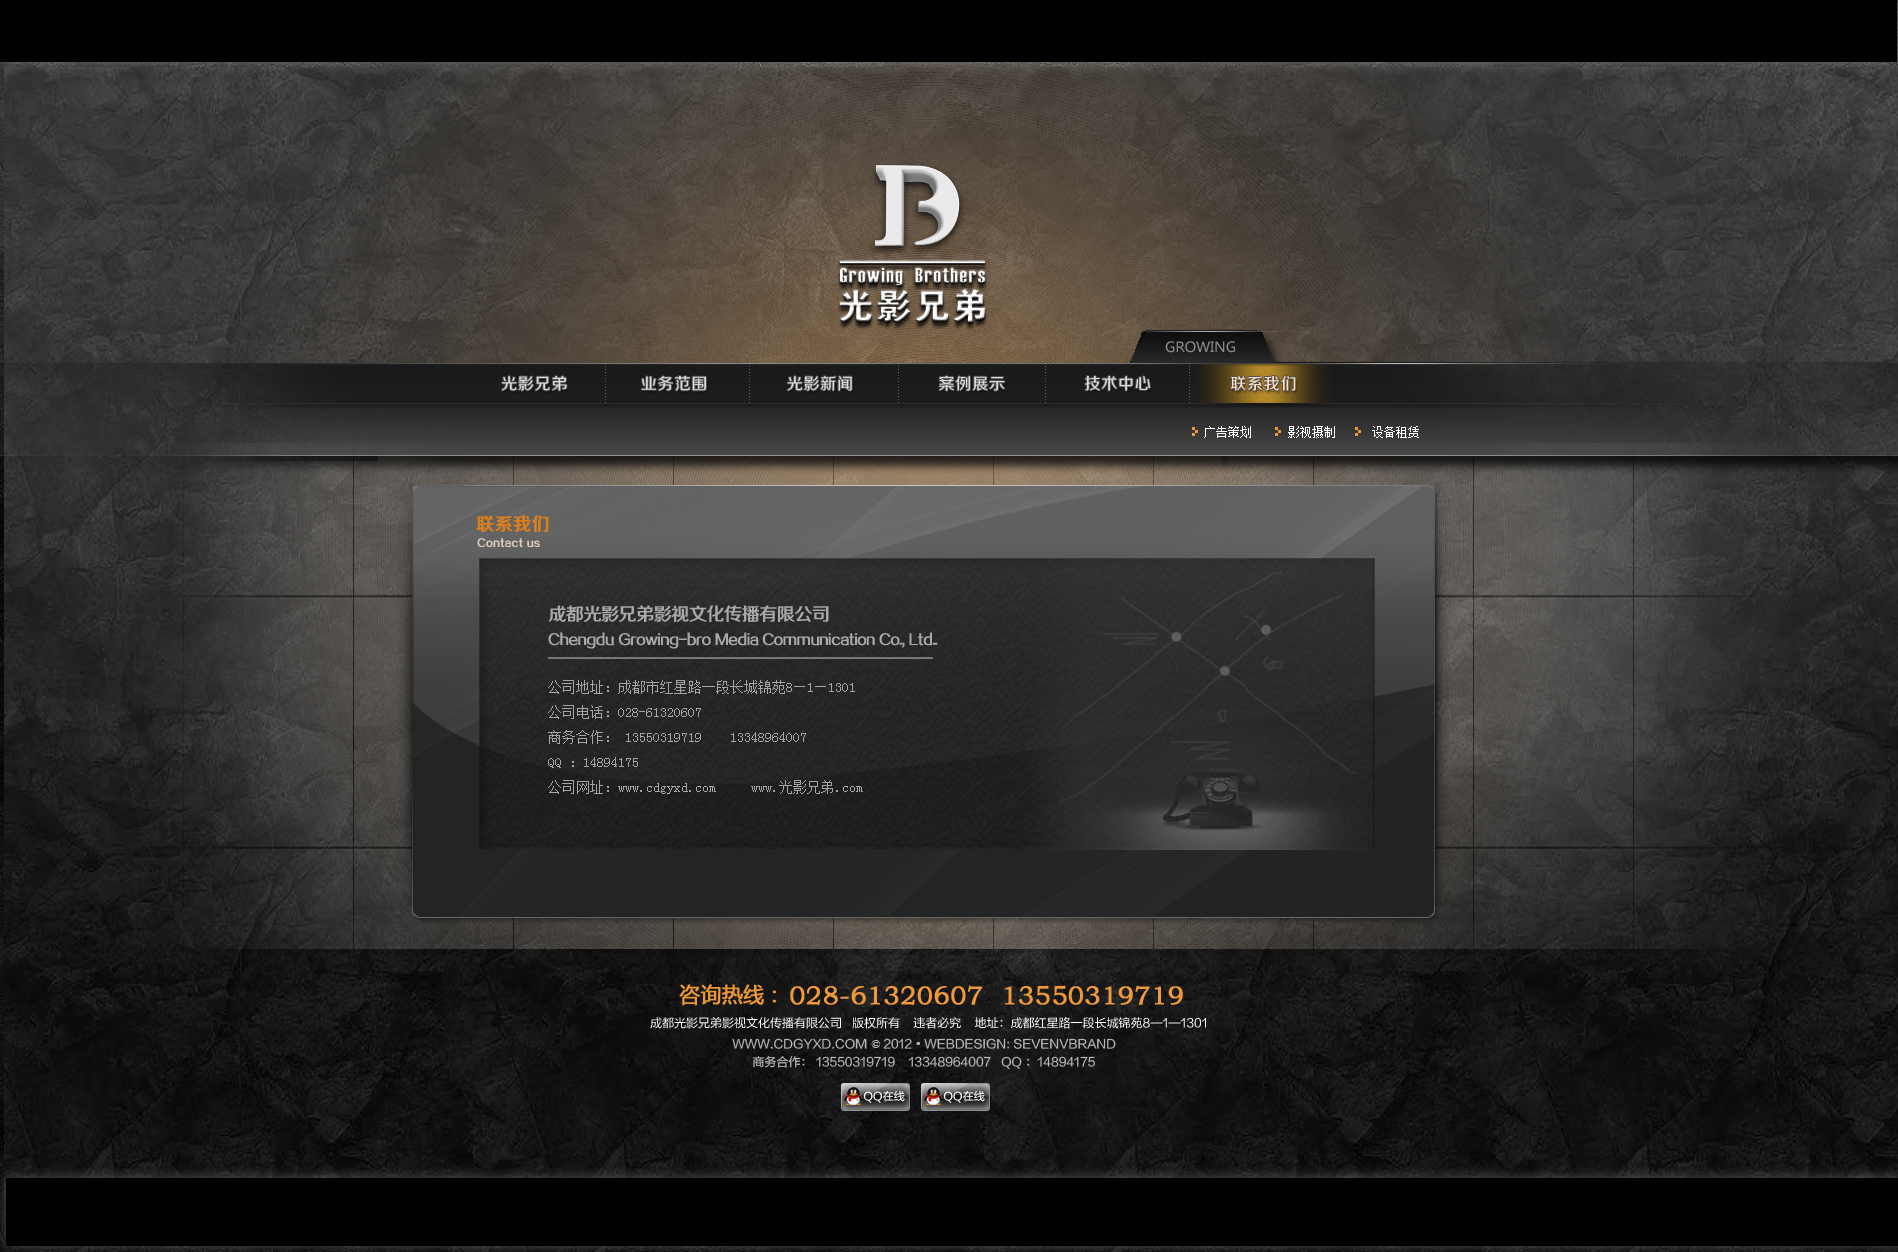 Growing Brothers
光影兄弟
GROWING
光影兄弟 业务范围 光影新闻 案例展示 技术中心 联系我们
广告策划 影视摄制 设备租赁
联系我们
Contact us
成都光影兄弟影视文化传播有限公司
Chengdu Growing-bro Media Communication Co., Ltd.
公司地址：成都市红星路一段长城锦苑8—1—1301
公司电话：028-61320607
商务合作： 13550319719 13348964007
QQ ：14894175
公司网址：www.cdgyxd.com www.光影兄弟.com
咨询热线：028-61320607 13550319719
成都光影兄弟影视文化传播有限公司 版权所有 违者必究 地址：成都红星路一段长城锦苑8—1—1301
WWW.CDGYXD.COM © 2012 • WEBDESIGN: SEVENVBRAND
商务合作： 13550319719 13348964007 QQ：14894175
QQ在线 QQ在线